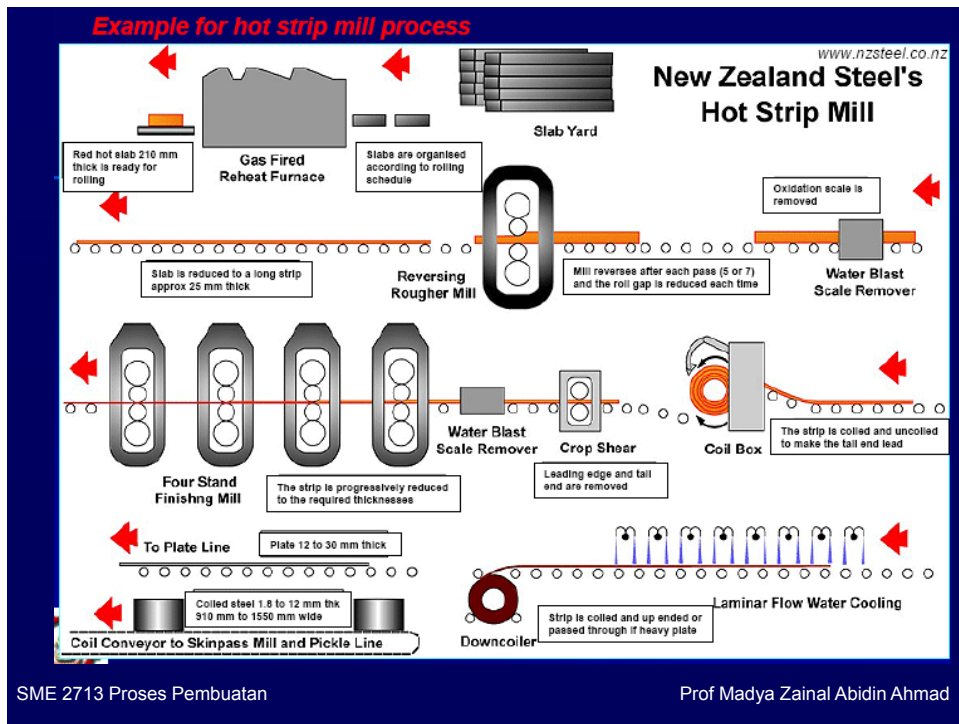 Example for hot strip mill process
www.nzsteel.co.nz
New Zealand Steel's
Hot Strip Mill
Slab Yard
Gas Fired
Reheat Furnace
Slabs are organised
according to rolling
schedule
Red hot slab 210 mm
thick is ready for
rolling
Oxidation scale is
removed
Water Blast
Scale Remover
Mill reverses after each pass (5 or 7)
and the roll gap is reduced each time
Reversing
Rougher Mill
Slab is reduced to a long strip
approx 25 mm thick
The strip is coiled and uncoiled
to make the tail end lead
Coil Box
Crop Shear
Leading edge and tail
end are removed
Water Blast
Scale Remover
The strip is progressively reduced
to the required thicknesses
Four Stand
Finishng Mill
Laminar Flow Water Cooling
Strip is coiled and up ended or
passed through if heavy plate
Downcoiler
To Plate Line
Plate 12 to 30 mm thick
Coiled steel 1.8 to 12 mm thk
910 mm to 1550 mm wide
Coil Conveyor to Skinpass Mill and Pickle Line
SME 2713 Proses Pembuatan
Prof Madya Zainal Abidin Ahmad